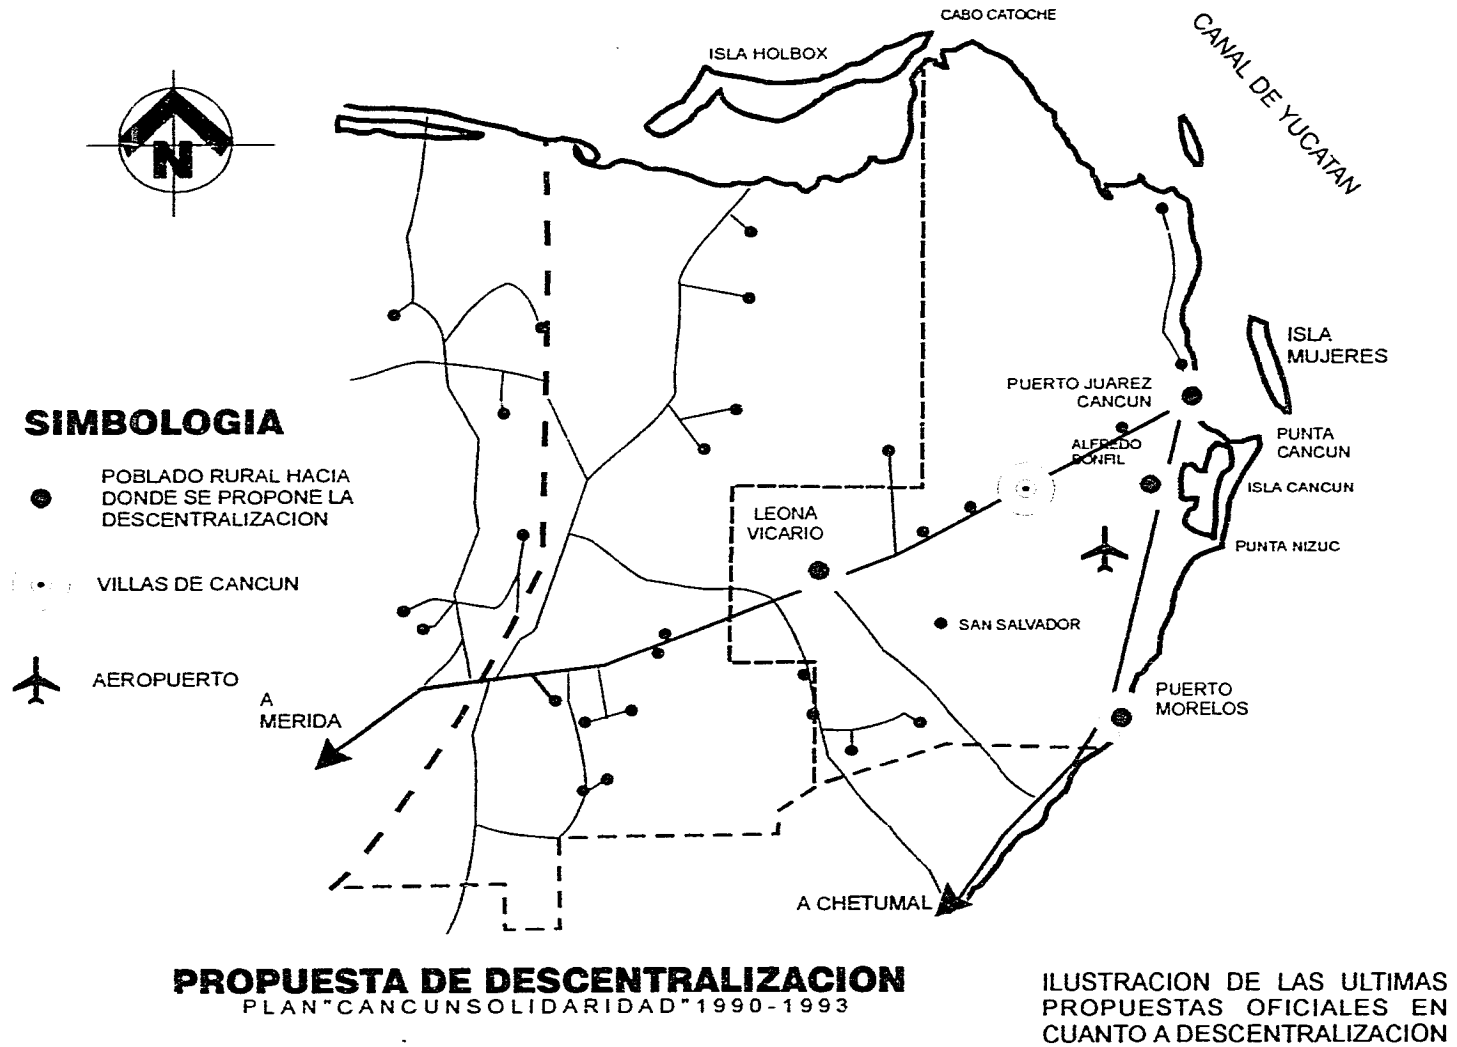 CABO CATOCHE
ISLA HOLBOX
CANAL DE YUCATAN
N
ISLA
MUJERES
PUERTO JUAREZ
CANCUN
SIMBOLOGIA
PUNTA
CANCUN
ALFREDO
BONFIL
POBLADO RURAL HACIA
DONDE SE PROPONE LA
DESCENTRALIZACION
ISLA CANCUN
LEONA
VICARIO
PUNTA NIZUC
VILLAS DE CANCUN
SAN SALVADOR
AEROPUERTO
A
MERIDA
PUERTO
MORELOS
A CHETUMAL
PROPUESTA DE DESCENTRALIZACION
PLAN"CANCUNSOLIDARIDAD"1990-1993
ILUSTRACION DE LAS ULTIMAS
PROPUESTAS OFICIALES EN
CUANTO A DESCENTRALIZACION